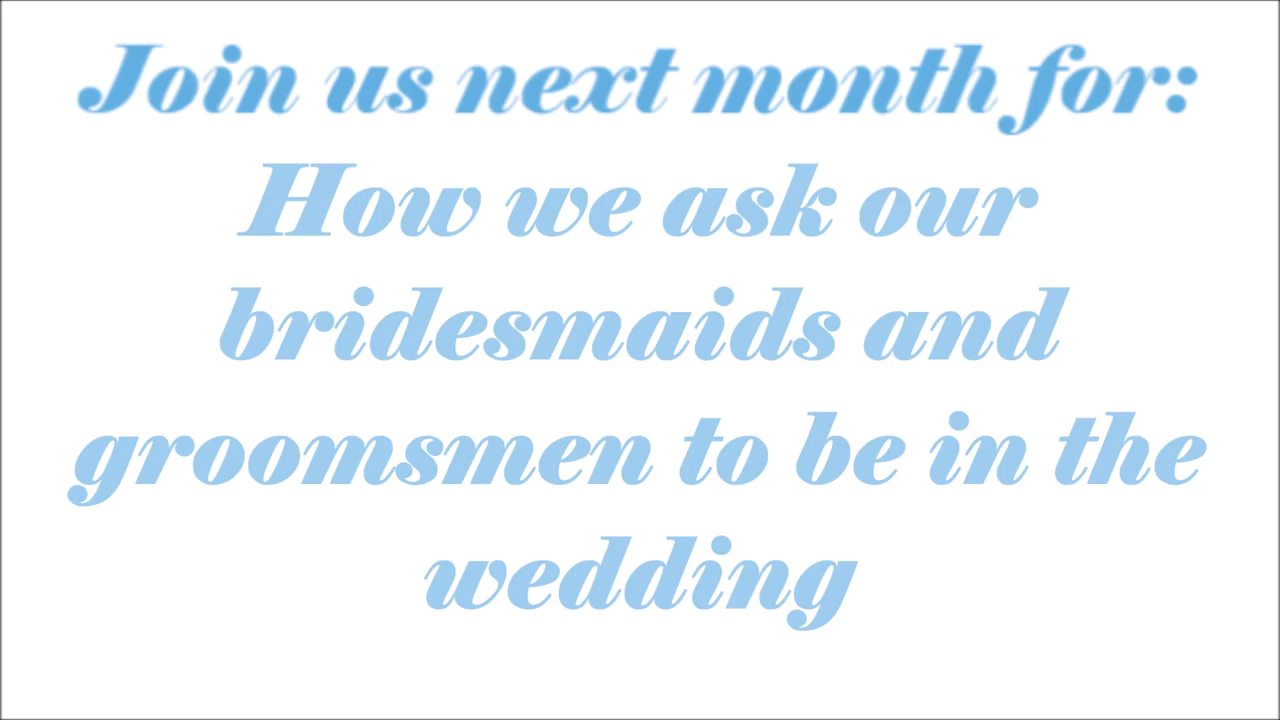 Join us next month for:
How we ask our
bridesmaids and
groomsmen to be in the
wedding